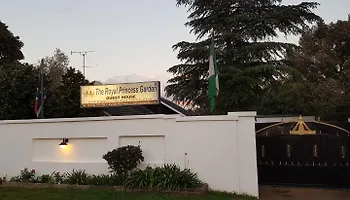 The Royal Princess Garden
GUEST HOUSE